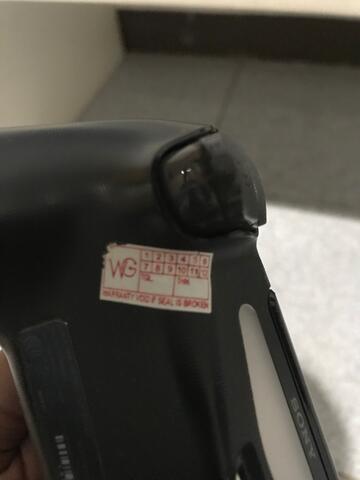 WG
1 2 3 4 5 6
7 8 9 10 11 12
TGL.
WARRANTY VOID IF SEAL IS BROKEN
SONY